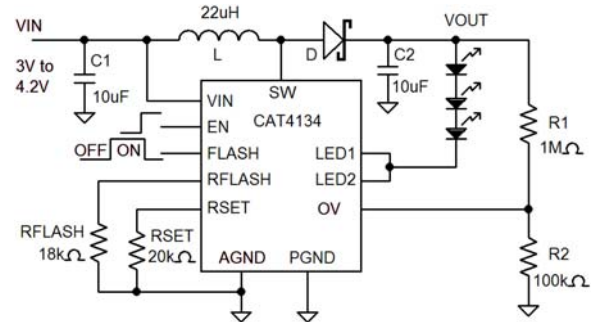 VIN
22uH
L
D
VOUT
3V to
4.2V
C1
10uF
C2
10uF
SW
VIN
CAT4134
EN
OFF ON
FLASH
LED1
RFLASH
LED2
RSET
OV
R1
1MΩ
RFLASH
18kΩ
RSET
20kΩ
AGND
PGND
R2
100kΩ